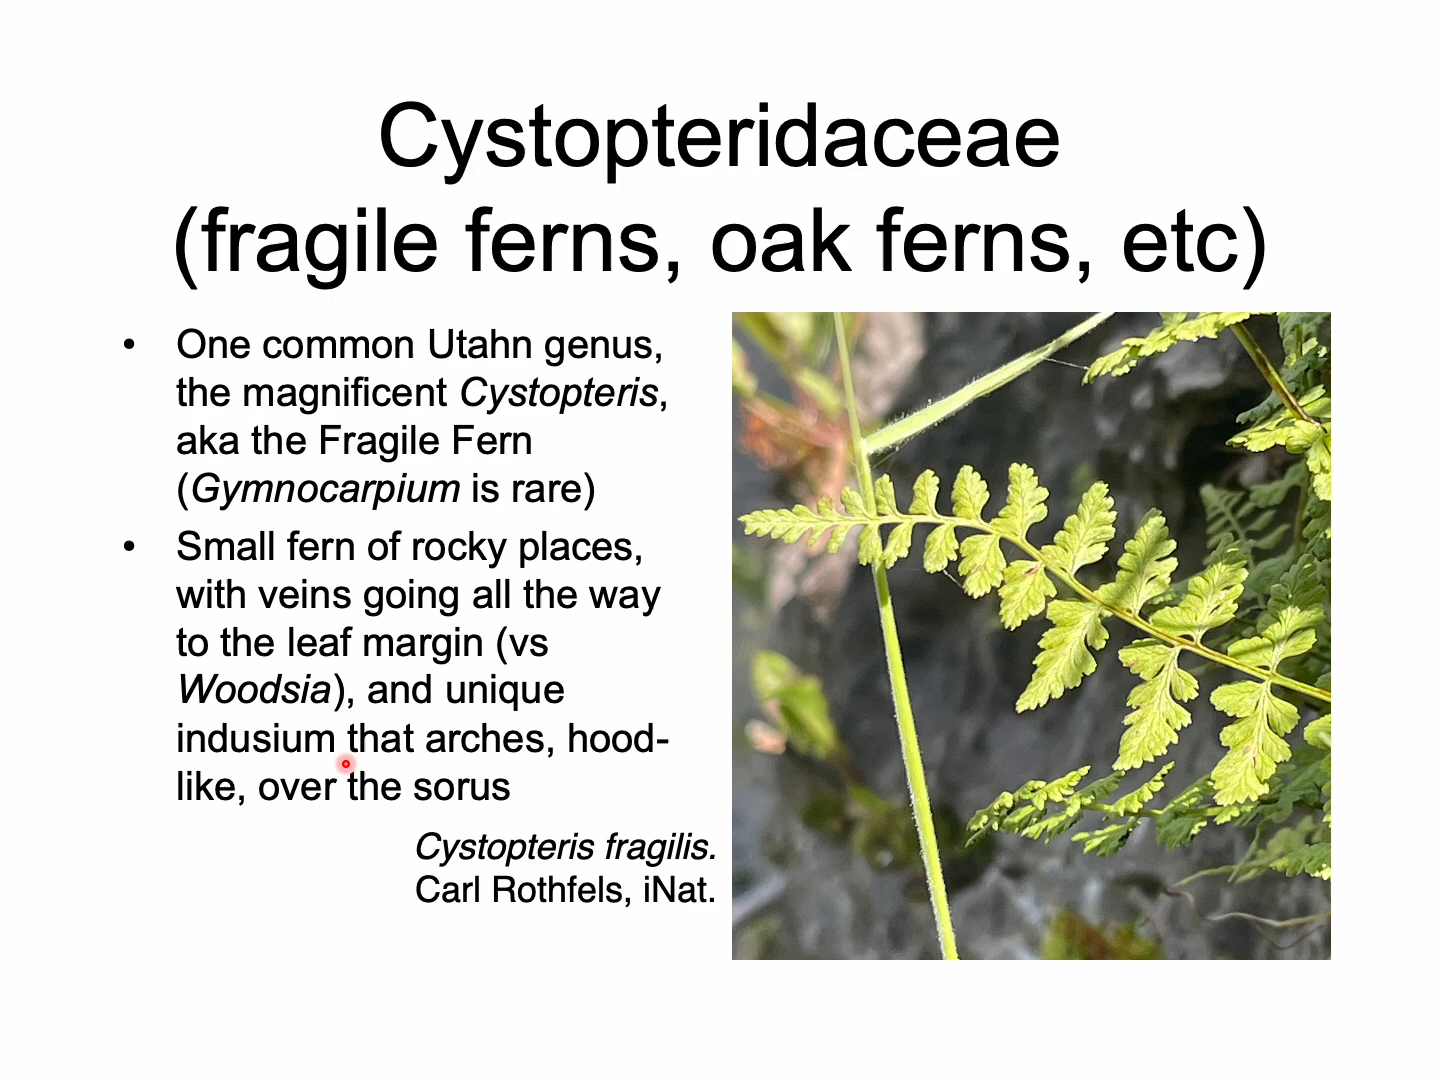 Cystopteridaceae
(fragile ferns, oak ferns, etc)
• One common Utahn genus,
the magnificent Cystopteris,
aka the Fragile Fern
(Gymnocarpium is rare)
• Small fern of rocky places,
with veins going all the way
to the leaf margin (vs
Woodsia), and unique
indusium that arches, hood-
like, over the sorus
Cystopteris fragilis.
Carl Rothfels, iNat.